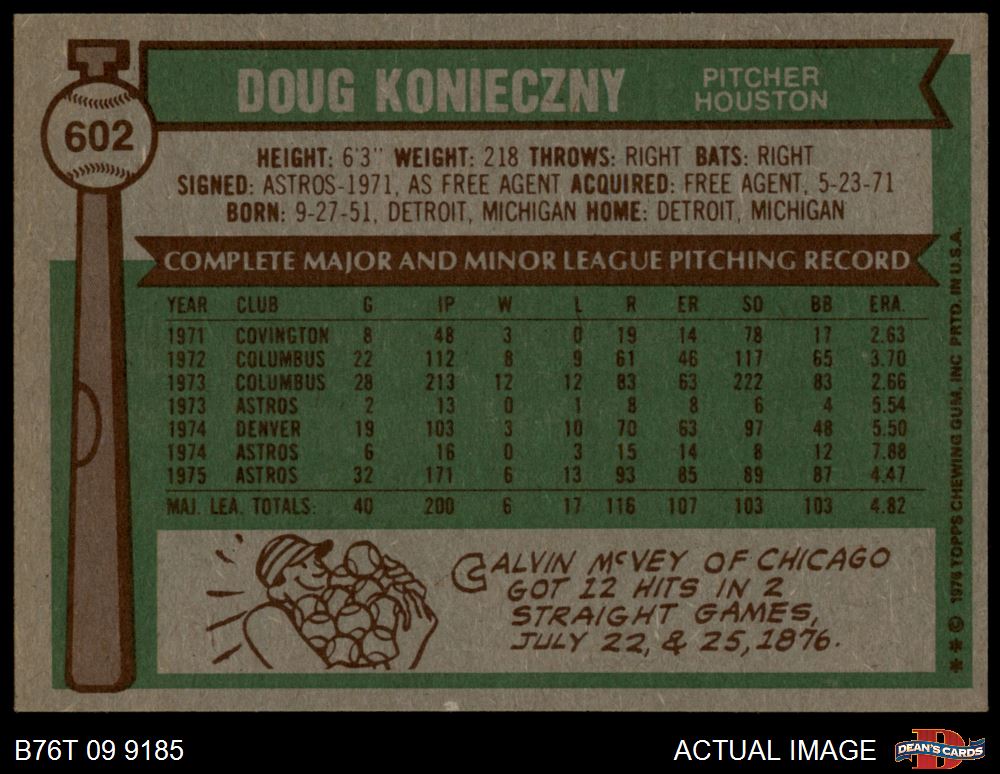 602
DOUG KONIECZNY
PITCHER
HOUSTON
HEIGHT: 6'3" WEIGHT: 218 THROWS: RIGHT BATS: RIGHT
SIGNED: ASTROS-1971, AS FREE AGENT ACQUIRED: FREE AGENT, 5-23-71
BORN: 9-27-51, DETROIT, MICHIGAN HOME: DETROIT, MICHIGAN
COMPLETE MAJOR AND MINOR LEAGUE PITCHING RECORD
YEAR CLUB G IP W L R ER SO BB ERA.
1971 COVINGTON 8 48 3 0 19 14 78 17 2.63
1972 COLUMBUS 22 112 8 9 61 46 117 65 3.70
1973 COLUMBUS 28 213 12 12 83 63 222 83 2.66
1973 ASTROS 2 13 0 1 8 8 6 4 5.54
1974 DENVER 19 103 3 10 70 63 97 48 5.50
1974 ASTROS 6 16 0 3 15 14 8 12 7.88
1975 ASTROS 32 171 6 13 93 85 89 87 4.47
MAJ. LEA. TOTALS: 40 200 6 17 116 107 103 103 4.82
CALVIN McVEY OF CHICAGO
GOT 12 HITS IN 2
STRAIGHT GAMES,
JULY 22, & 25, 1876.
** © 1976 TOPPS CHEWING GUM, INC. PRTD. IN U.S.A.
B76T 09 9185
ACTUAL IMAGE
DEAN'S CARDS